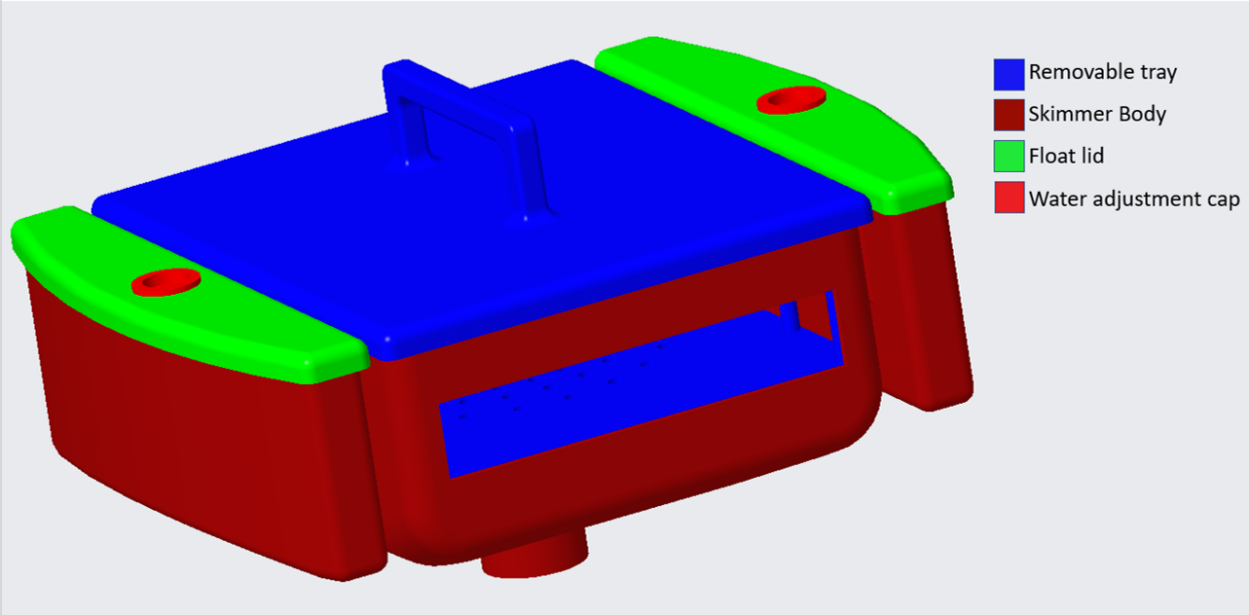 Removable tray
Skimmer Body
Float lid
Water adjustment cap